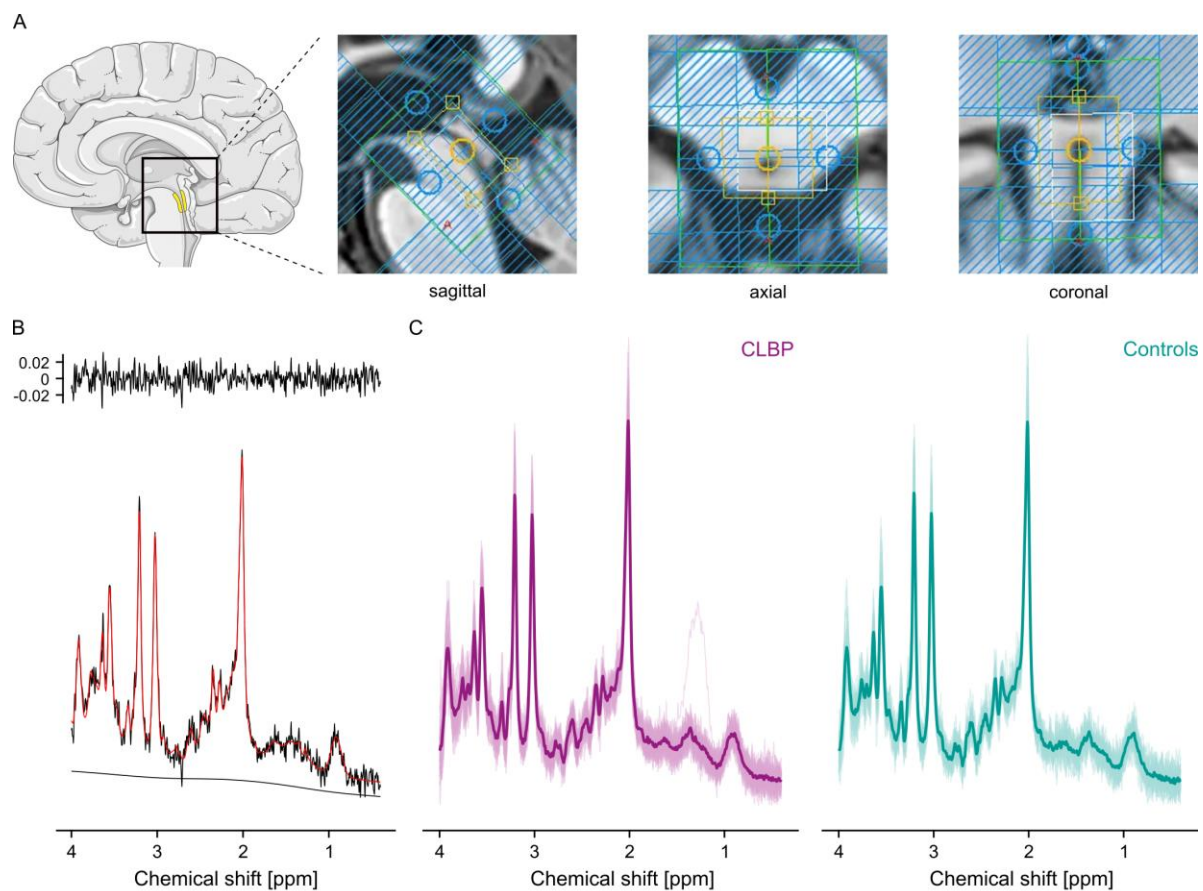 A
A
sagittal
axial
coronal
B
C
0.02
0
-0.02
CLBP
Controls
4
3
2
1
4
3
2
1
4
3
2
1
Chemical shift [ppm]
Chemical shift [ppm]
Chemical shift [ppm]